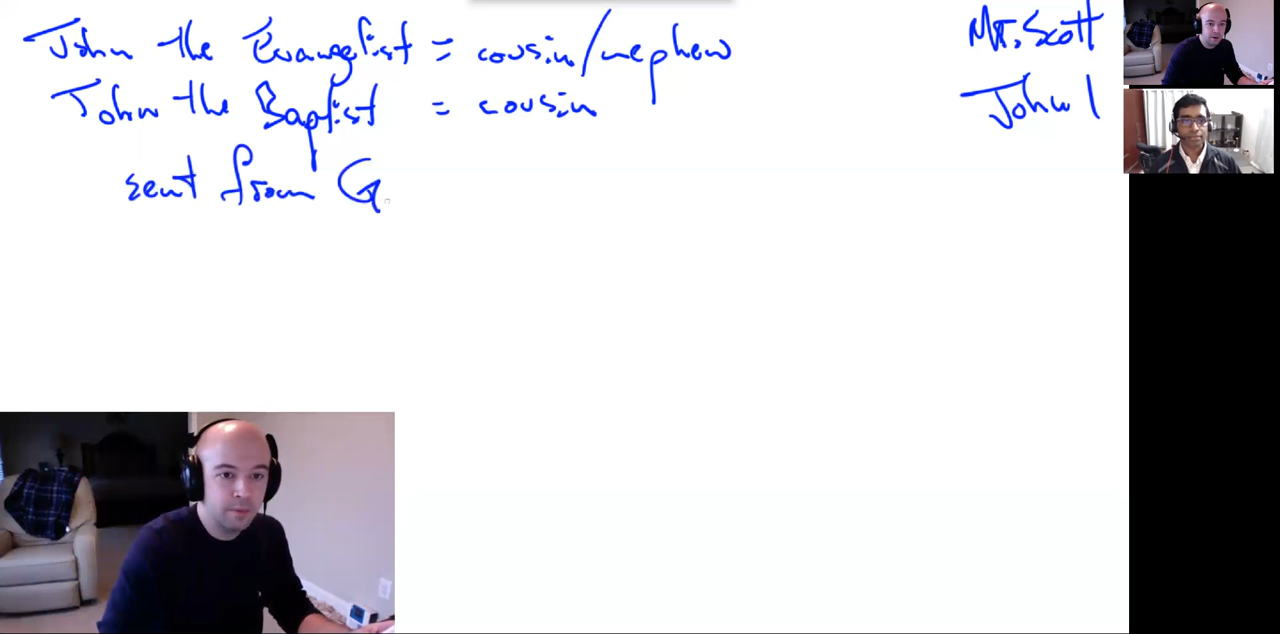 John the Evangelist = cousin/nephew
John the Baptist = cousin
sent from G
Mr. Scott
John 1